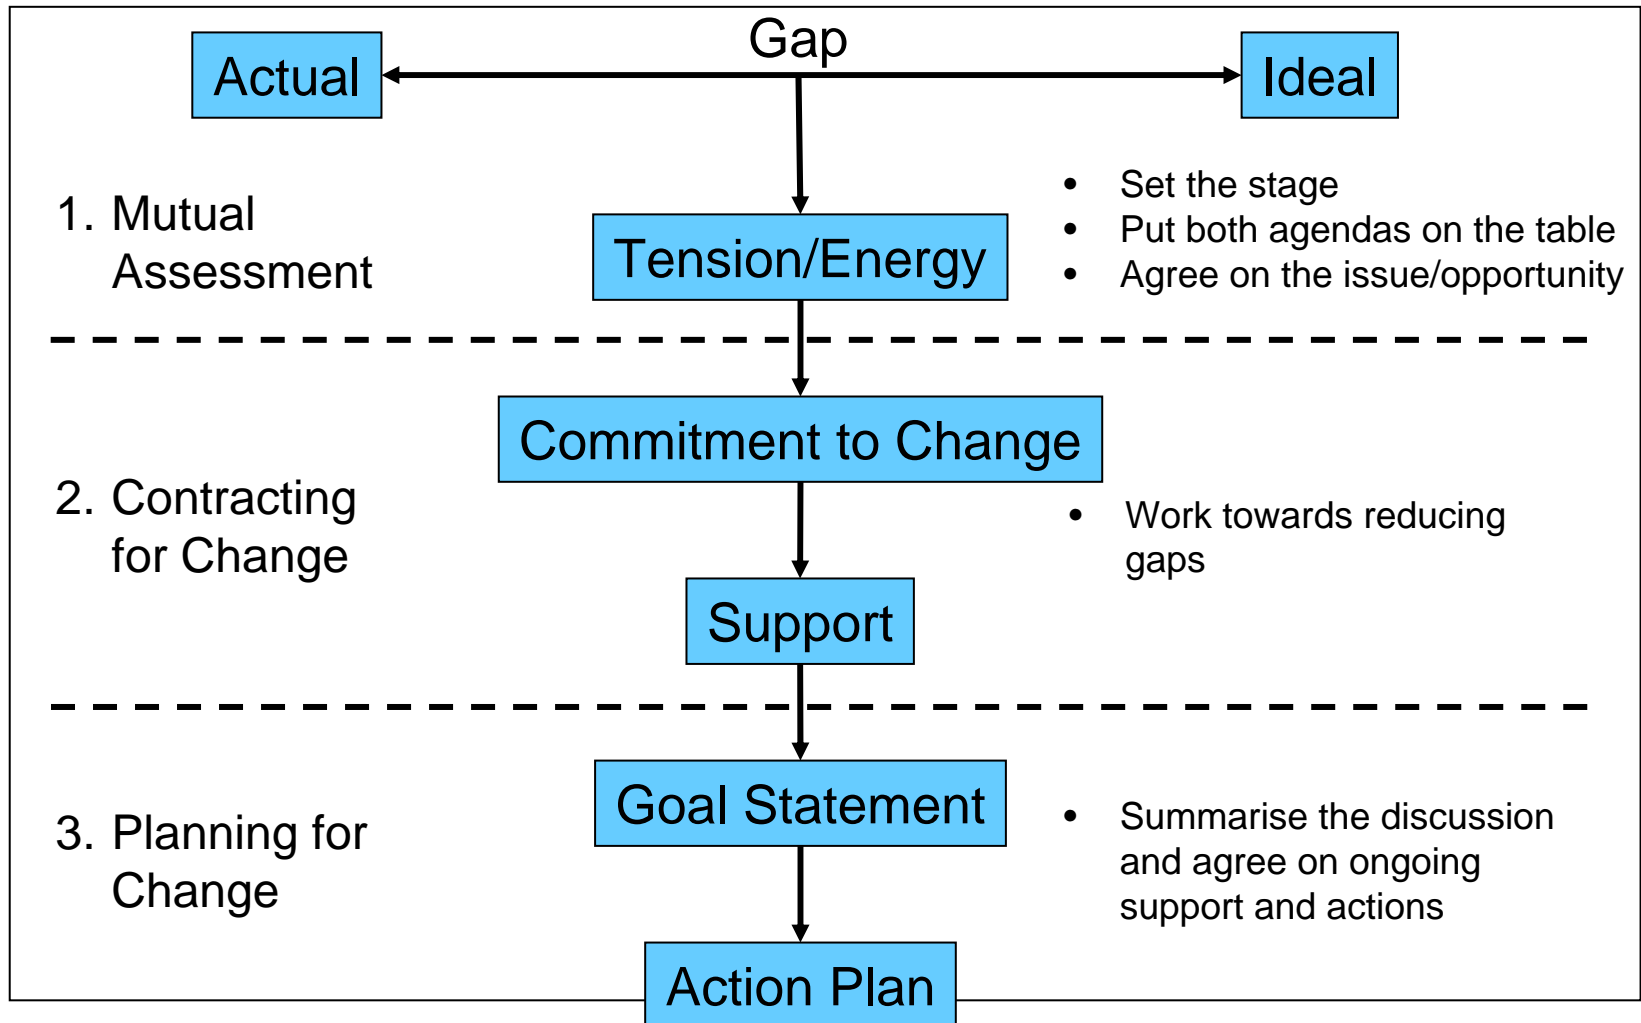 Gap
Actual
Ideal
1. Mutual
Assessment
Tension/Energy
• Set the stage
• Put both agendas on the table
• Agree on the issue/opportunity
Commitment to Change
2. Contracting
for Change
• Work towards reducing
gaps
Support
Goal Statement
3. Planning for
Change
• Summarise the discussion
and agree on ongoing
support and actions
Action Plan